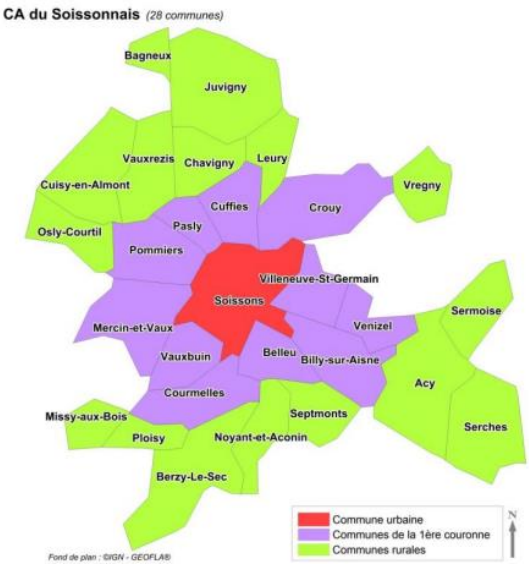 CA du Soissonnais (28 communes)
Bagneux
Juvigny
Vauxrezis
Chavigny
Leury
Cuisy-en-Almont
Vregny
Cuffies
Crouy
Osly-Courtil
Pasly
Pommiers
Villeneuve-St-Germain
Soissons
Sermoise
Mercin-et-Vaux
Venizel
Vauxbuin
Belleu
Billy-sur-Aisne
Acy
Courmelles
Missy-aux-Bois
Septmonts
Ploisy
Noyant-et-Aconin
Serches
Berzy-Le-Sec
Commune urbaine
Communes de la 1ère couronne
Communes rurales
N
Fond de plan : ©IGN - GEOFLA®